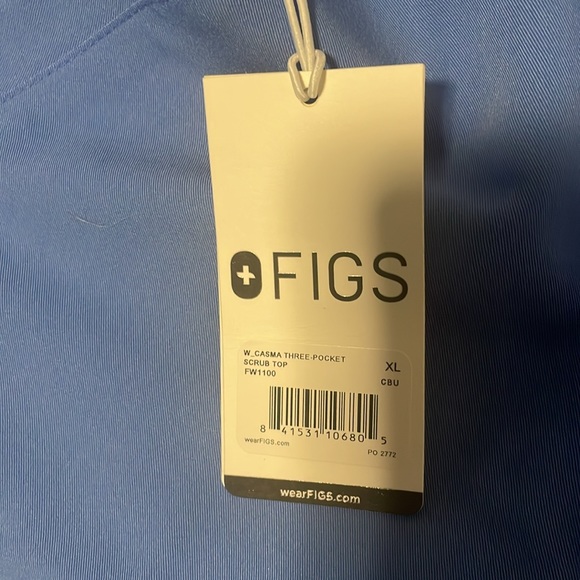 FIGS
W_CASMA THREE-POCKET
SCRUB TOP
FW1100
XL
CBU
8 41531 10680 5
wearFIGS.com
PO 2772
wearFIGS.com